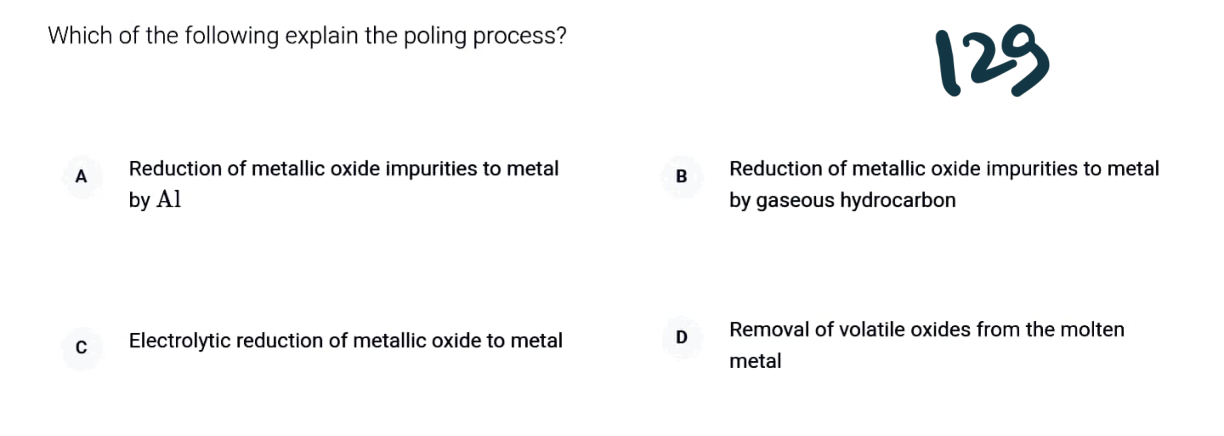 Which of the following explain the poling process?
129
A
Reduction of metallic oxide impurities to metal
by Al
B
Reduction of metallic oxide impurities to metal
by gaseous hydrocarbon
C
Electrolytic reduction of metallic oxide to metal
D
Removal of volatile oxides from the molten
metal